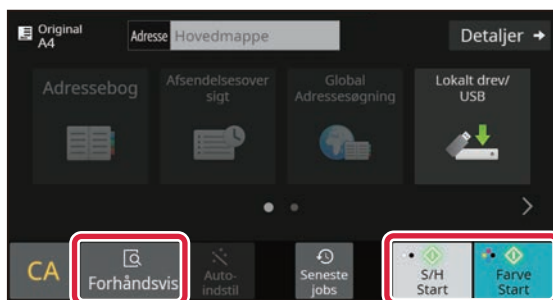 Original
A4
Adresse Hovedmappe
Detaljer
Adressebog
Afsendelsesover
sigt
Global
Adressesøgning
Lokalt drev/
USB
CA
Forhåndsvis
Auto-
indstil
Seneste
jobs
S/H
Start
Farve
Start